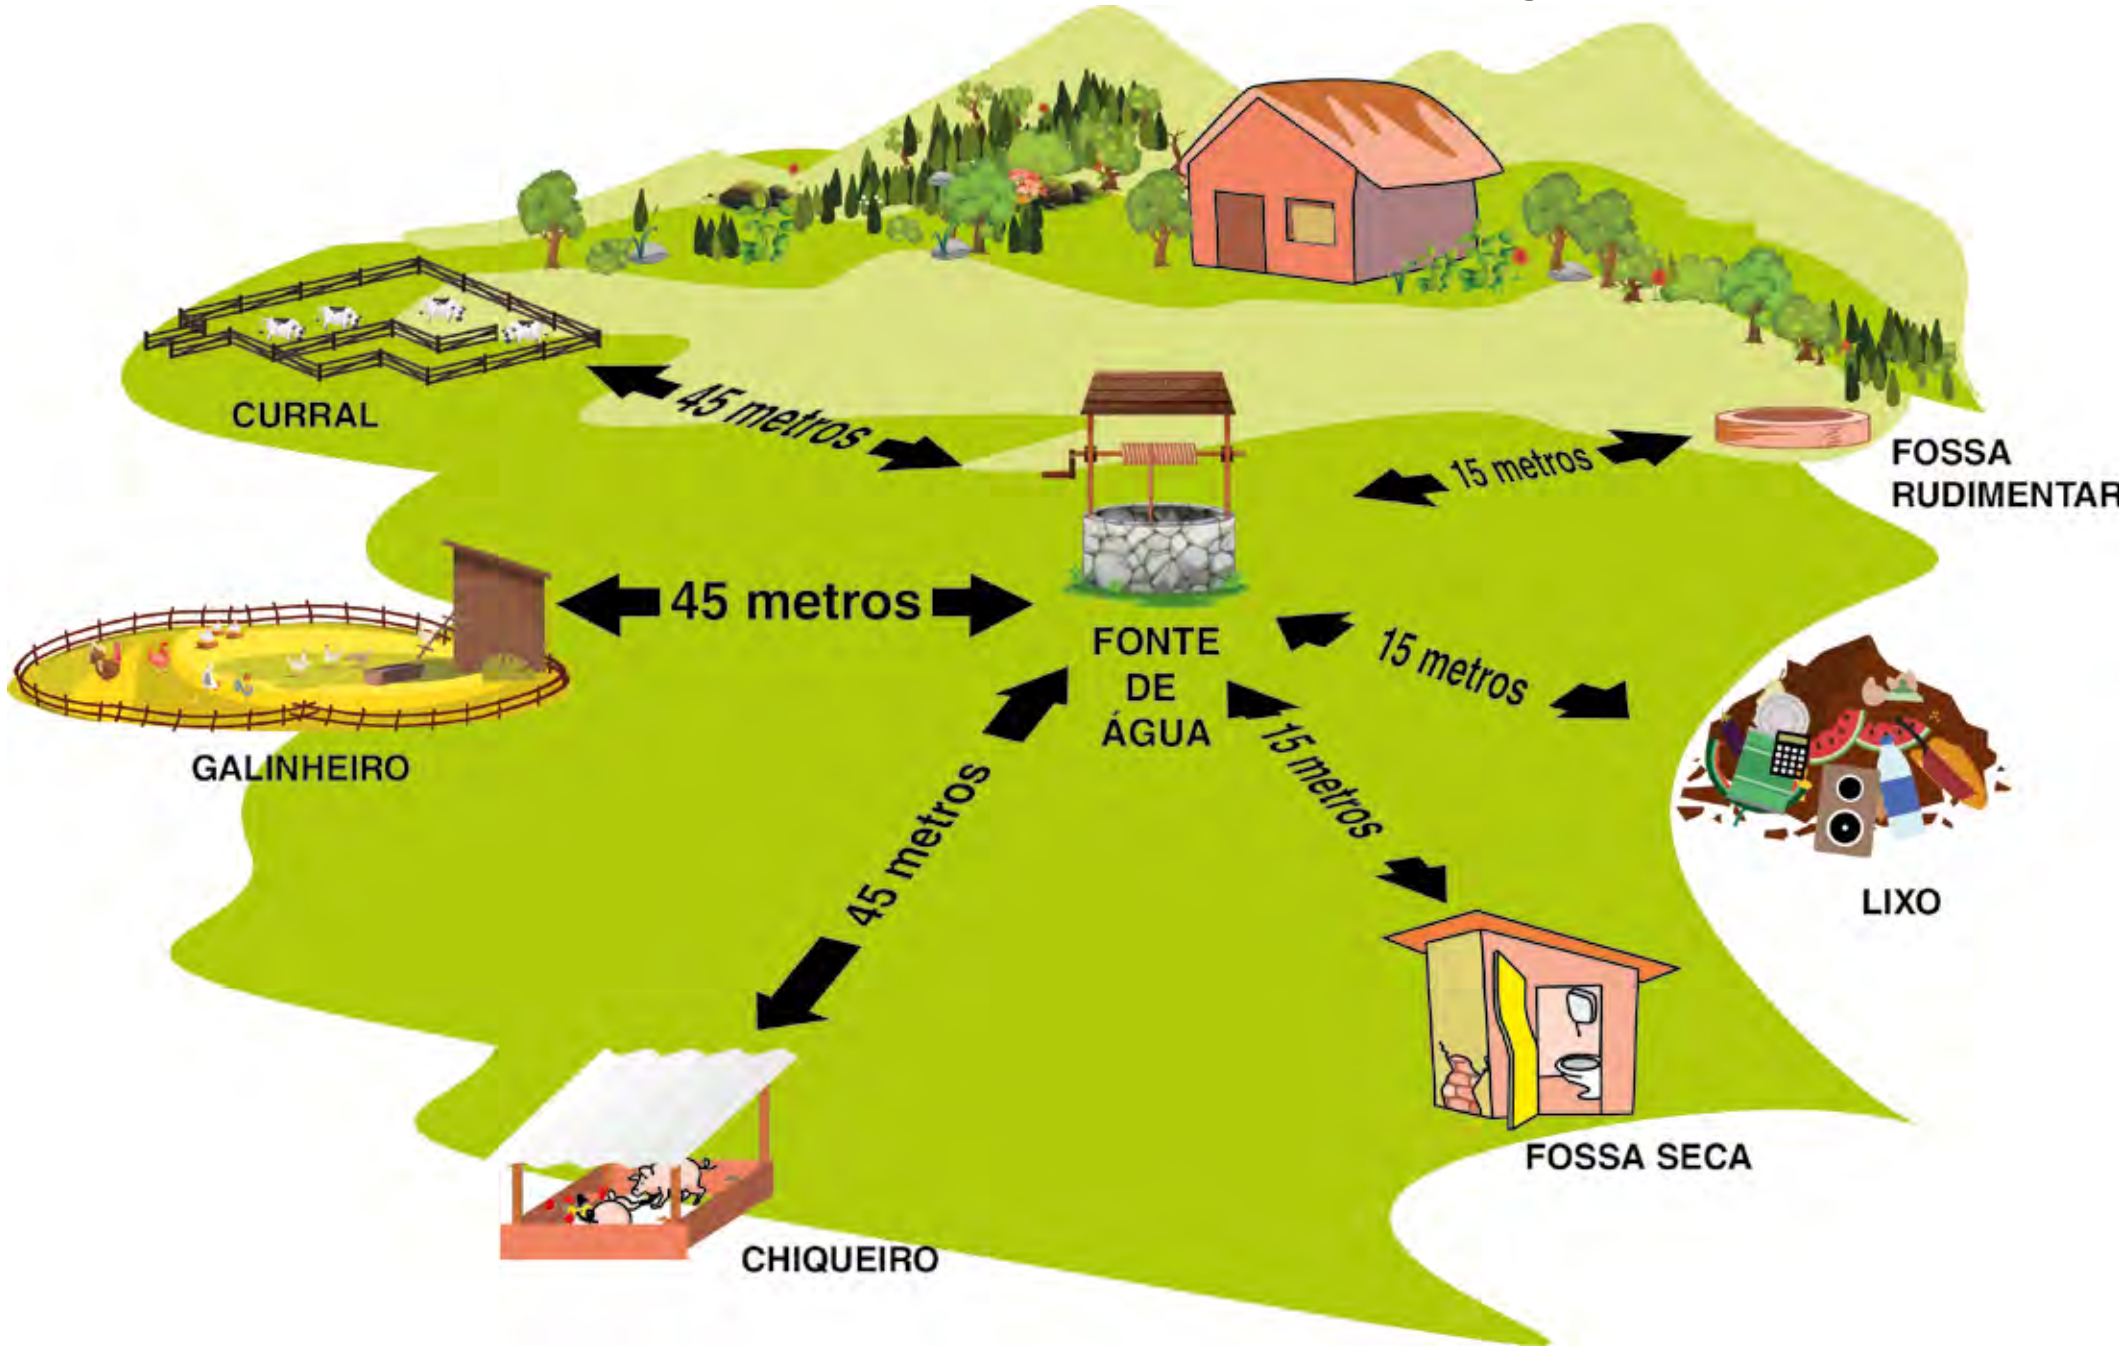 CURRAL
45 metros
15 metros
FOSSA
RUDIMENTAR
45 metros
FONTE
DE
ÁGUA
15 metros
GALINHEIRO
45 metros
15 metros
LIXO
FOSSA SECA
CHIQUEIRO